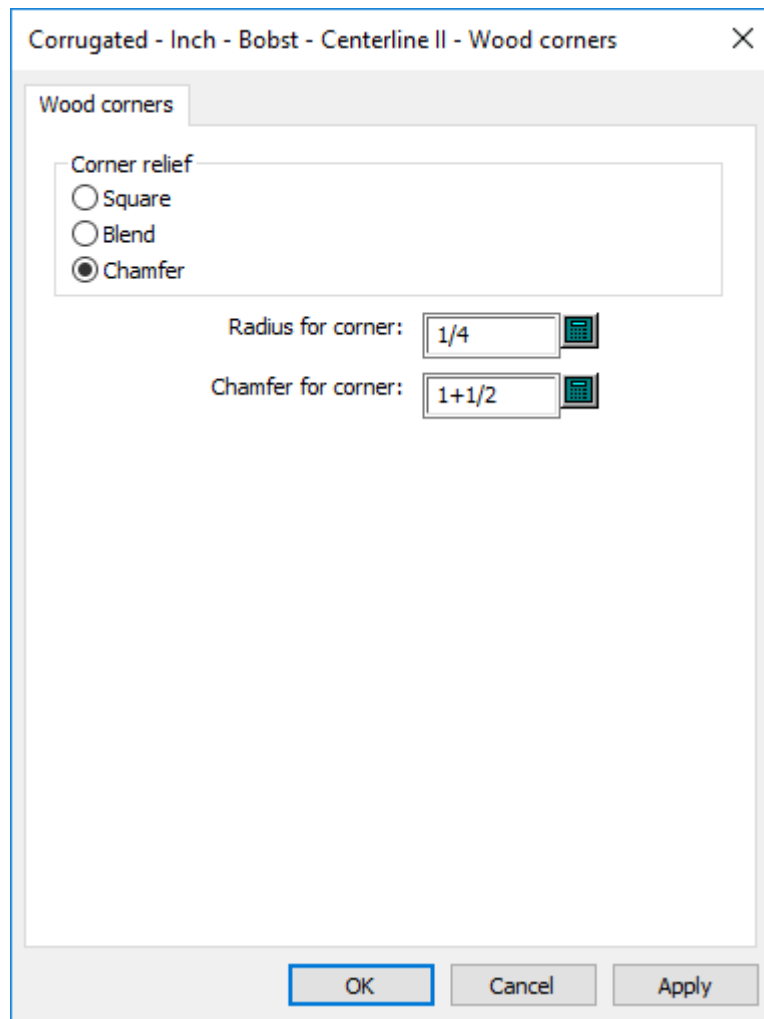 Corrugated - Inch - Bobst - Centerline II - Wood corners
Wood corners
Corner relief
Square
Blend
Chamfer
Radius for corner: 1/4
Chamfer for corner: 1+1/2
OK Cancel Apply